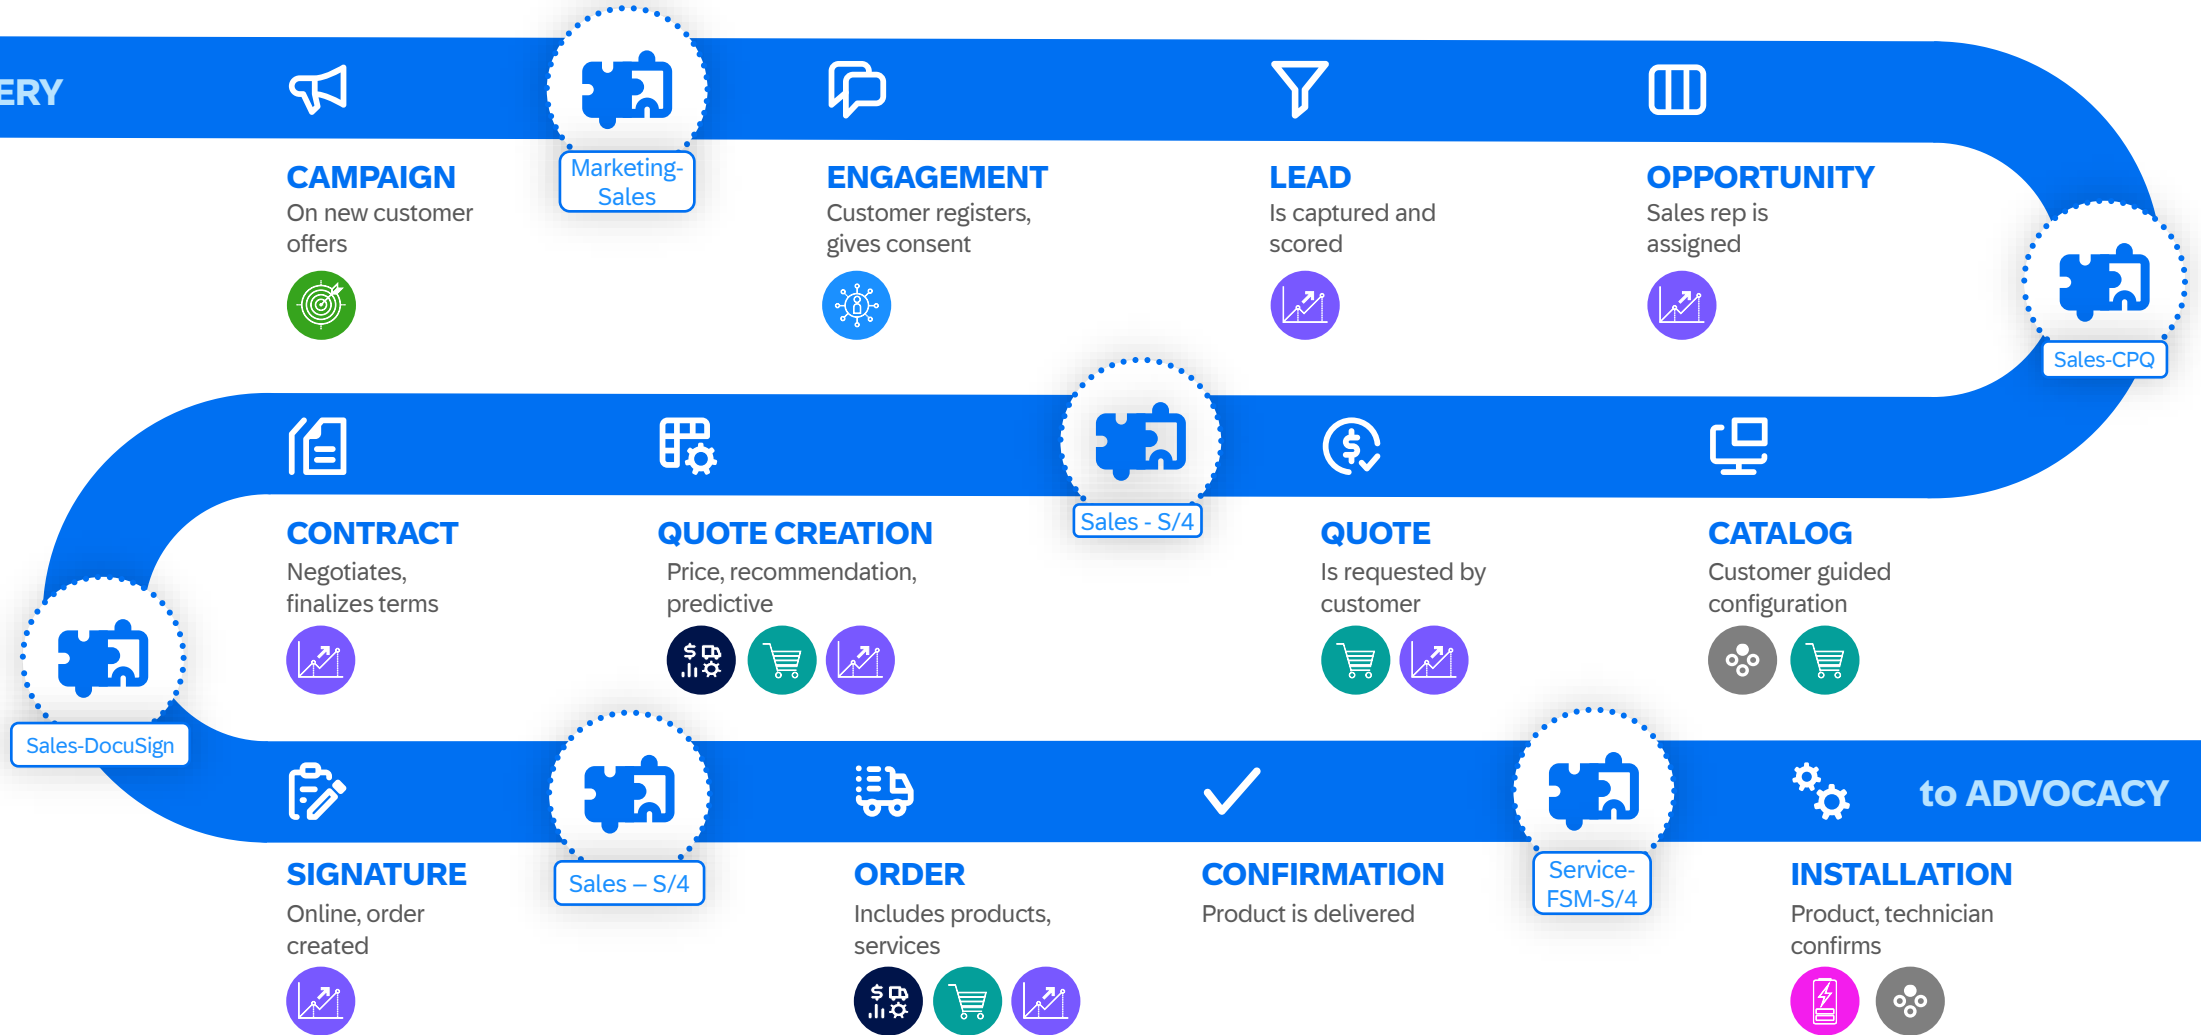 ERY
CAMPAIGN
On new customer
offers
Marketing-
Sales
ENGAGEMENT
Customer registers,
gives consent
LEAD
Is captured and
scored
OPPORTUNITY
Sales rep is
assigned
Sales-CPQ
CONTRACT
Negotiates,
finalizes terms
QUOTE CREATION
Price, recommendation,
predictive
Sales - S/4
QUOTE
Is requested by
customer
CATALOG
Customer guided
configuration
Sales-DocuSign
to ADVOCACY
SIGNATURE
Online, order
created
Sales – S/4
ORDER
Includes products,
services
CONFIRMATION
Product is delivered
Service-
FSM-S/4
INSTALLATION
Product, technician
confirms